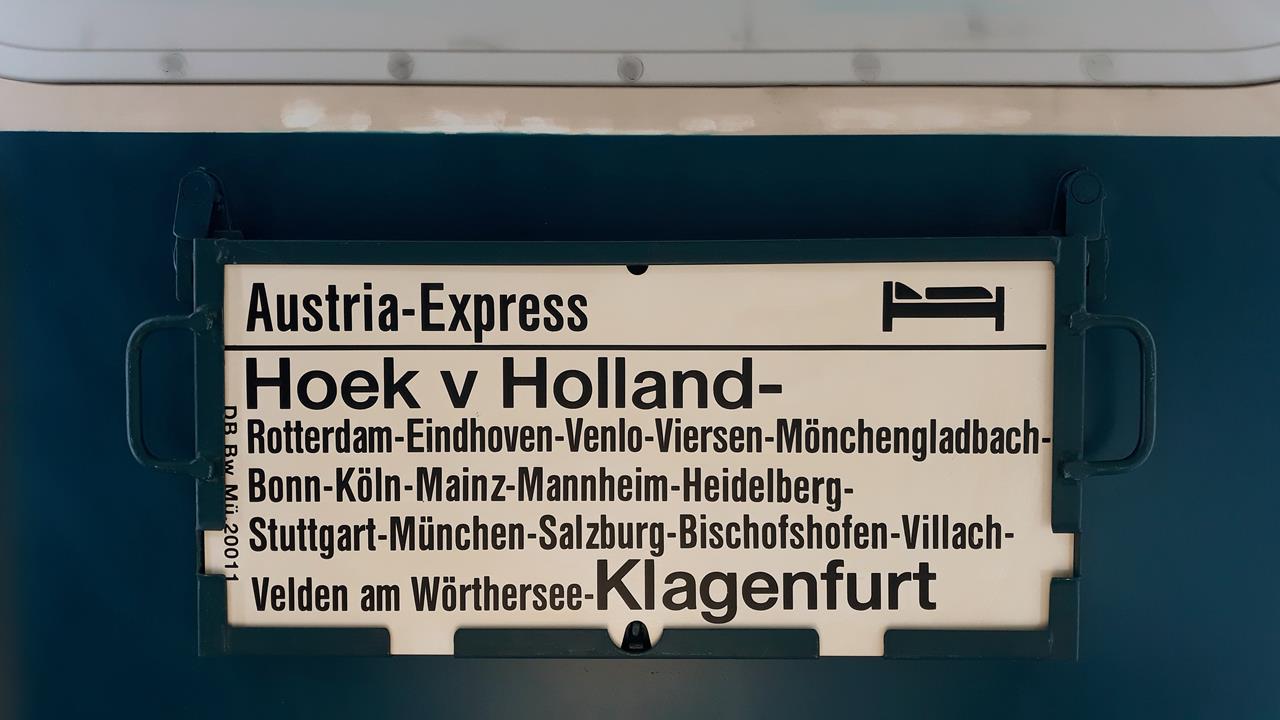 Austria-Express
Hoek v Holland-
Rotterdam-Eindhoven-Venlo-Viersen-Mönchengladbach-
Bonn-Köln-Mainz-Mannheim-Heidelberg-
Stuttgart-München-Salzburg-Bischofshofen-Villach-
Velden am Wörthersee-Klagenfurt
DB Bw Mü 20011